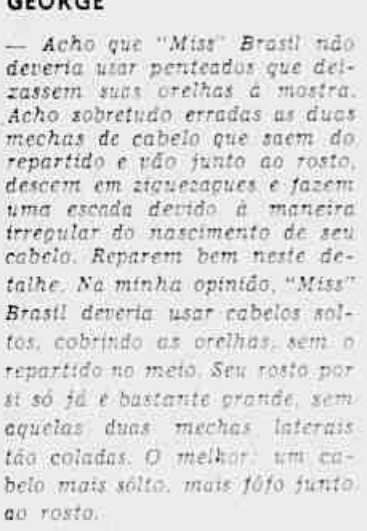 GEORGE
— Acho que "Miss" Brasil não
deveria usar penteados que dei-
xassem suas orelhas à mostra.
Acho sobretudo erradas as duas
mechas de cabelo que saem do
repartido e vão junto ao rosto,
descem em ziguezagues e fazem
uma escada devido à maneira
irregular do nascimento de seu
cabelo. Reparem bem neste de-
talhe. Na minha opinião, "Miss"
Brasil deveria usar cabelos sol-
tos, cobrindo as orelhas, sem o
repartido no meio. Seu rosto por
si só já é bastante grande, sem
aquelas duas mechas laterais
tão coladas. O melhor: um ca-
belo mais sôlto, mais fôfo junto
ao rosto.